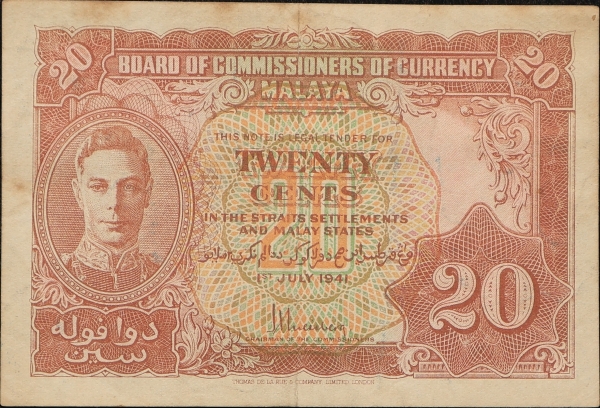 20
BOARD OF COMMISSIONERS OF CURRENCY
20
MALAYA
THIS NOTE IS LEGAL TENDER FOR
TWENTY
CENTS
IN THE STRAITS SETTLEMENTS
AND MALAY STATES
1ST JULY 1941
CHAIRMAN OF THE COMMISSIONERS
دوا ڤوله
سين
20
20
THOMAS DE LA RUE & COMPANY, LIMITED, LONDON